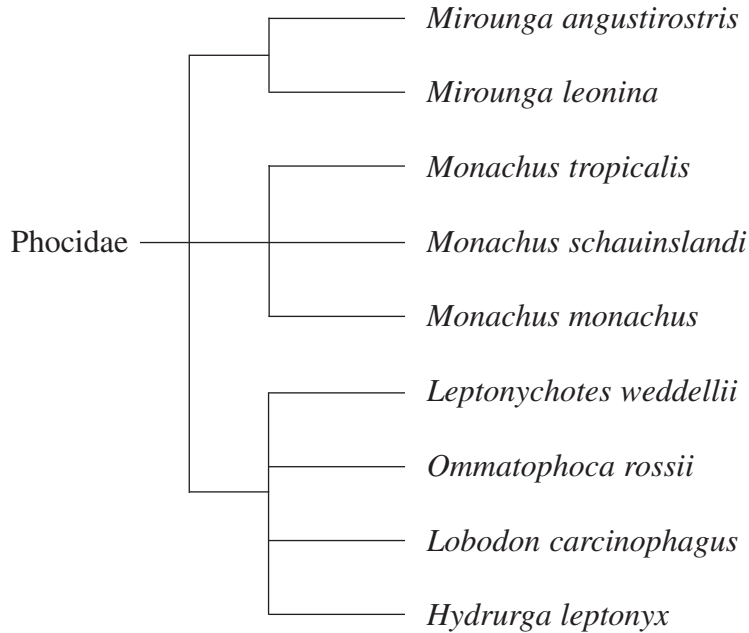 Mirounga angustirostris
Mirounga leonina
Monachus tropicalis
Phocidae
Monachus schauinslandi
Monachus monachus
Leptonychotes weddellii
Ommatophoca rossii
Lobodon carcinophagus
Hydrurga leptonyx